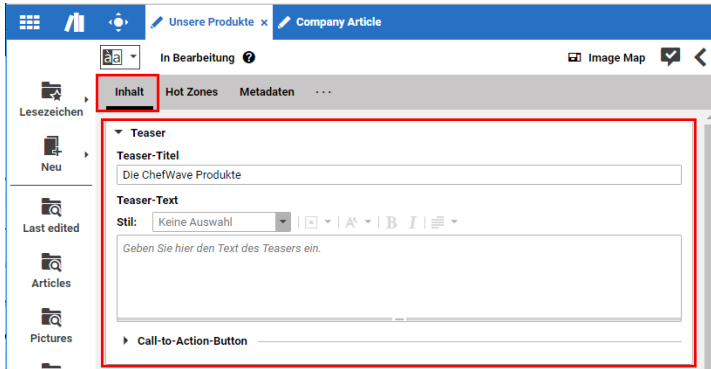 Unsere Produkte × Company Article
àa In Bearbeitung ? Image Map
Inhalt Hot Zones Metadaten ...
Lesezeichen
Neu
Last edited
Articles
Pictures
Teaser
Teaser-Titel
Die ChefWave Produkte
Teaser-Text
Stil: Keine Auswahl B I
Geben Sie hier den Text des Teasers ein.
Call-to-Action-Button